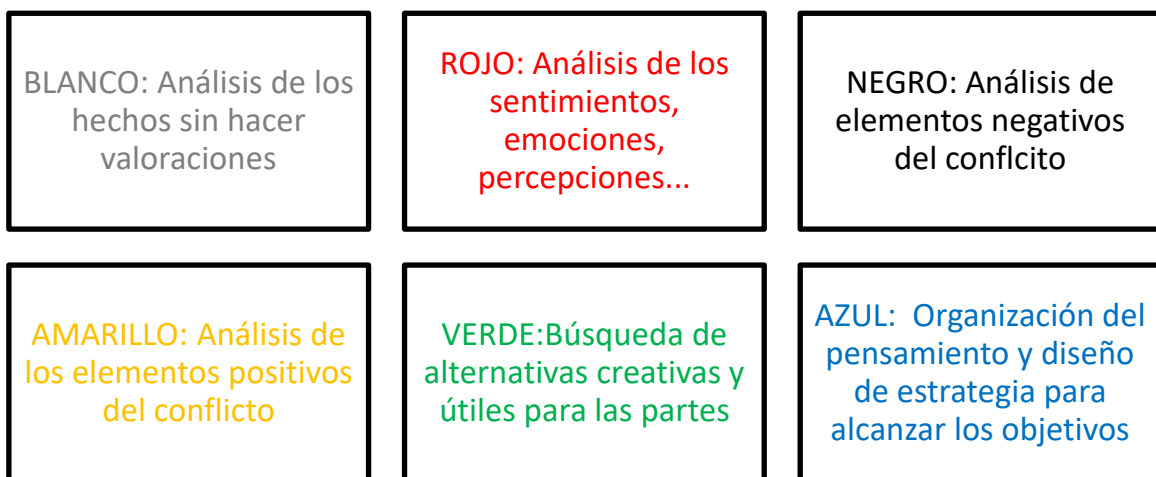 BLANCO: Análisis de los
hechos sin hacer
valoraciones
ROJO: Análisis de los
sentimientos,
emociones,
percepciones...
NEGRO: Análisis de
elementos negativos
del conflcito
AMARILLO: Análisis de
los elementos positivos
del conflicto
VERDE:Búsqueda de
alternativas creativas y
útiles para las partes
AZUL:  Organización del
pensamiento y diseño
de estrategia para
alcanzar los objetivos